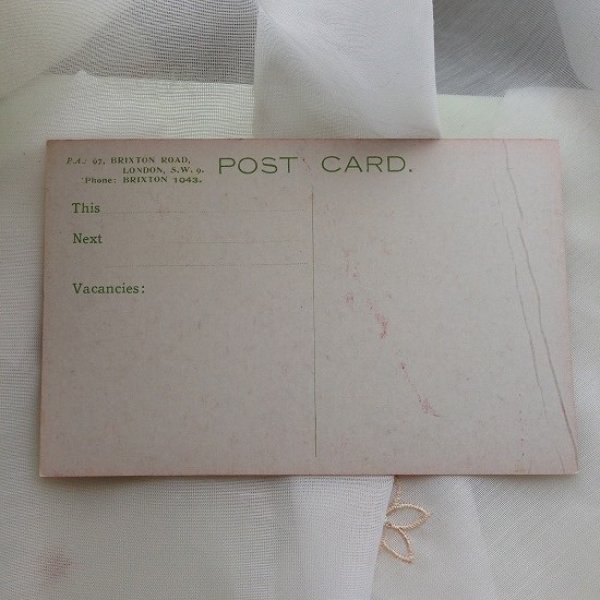 P.A.: 97, BRIXTON ROAD,
LONDON, S.W. 9.
'Phone: BRIXTON 1043.
POST CARD.
This
Next
Vacancies: